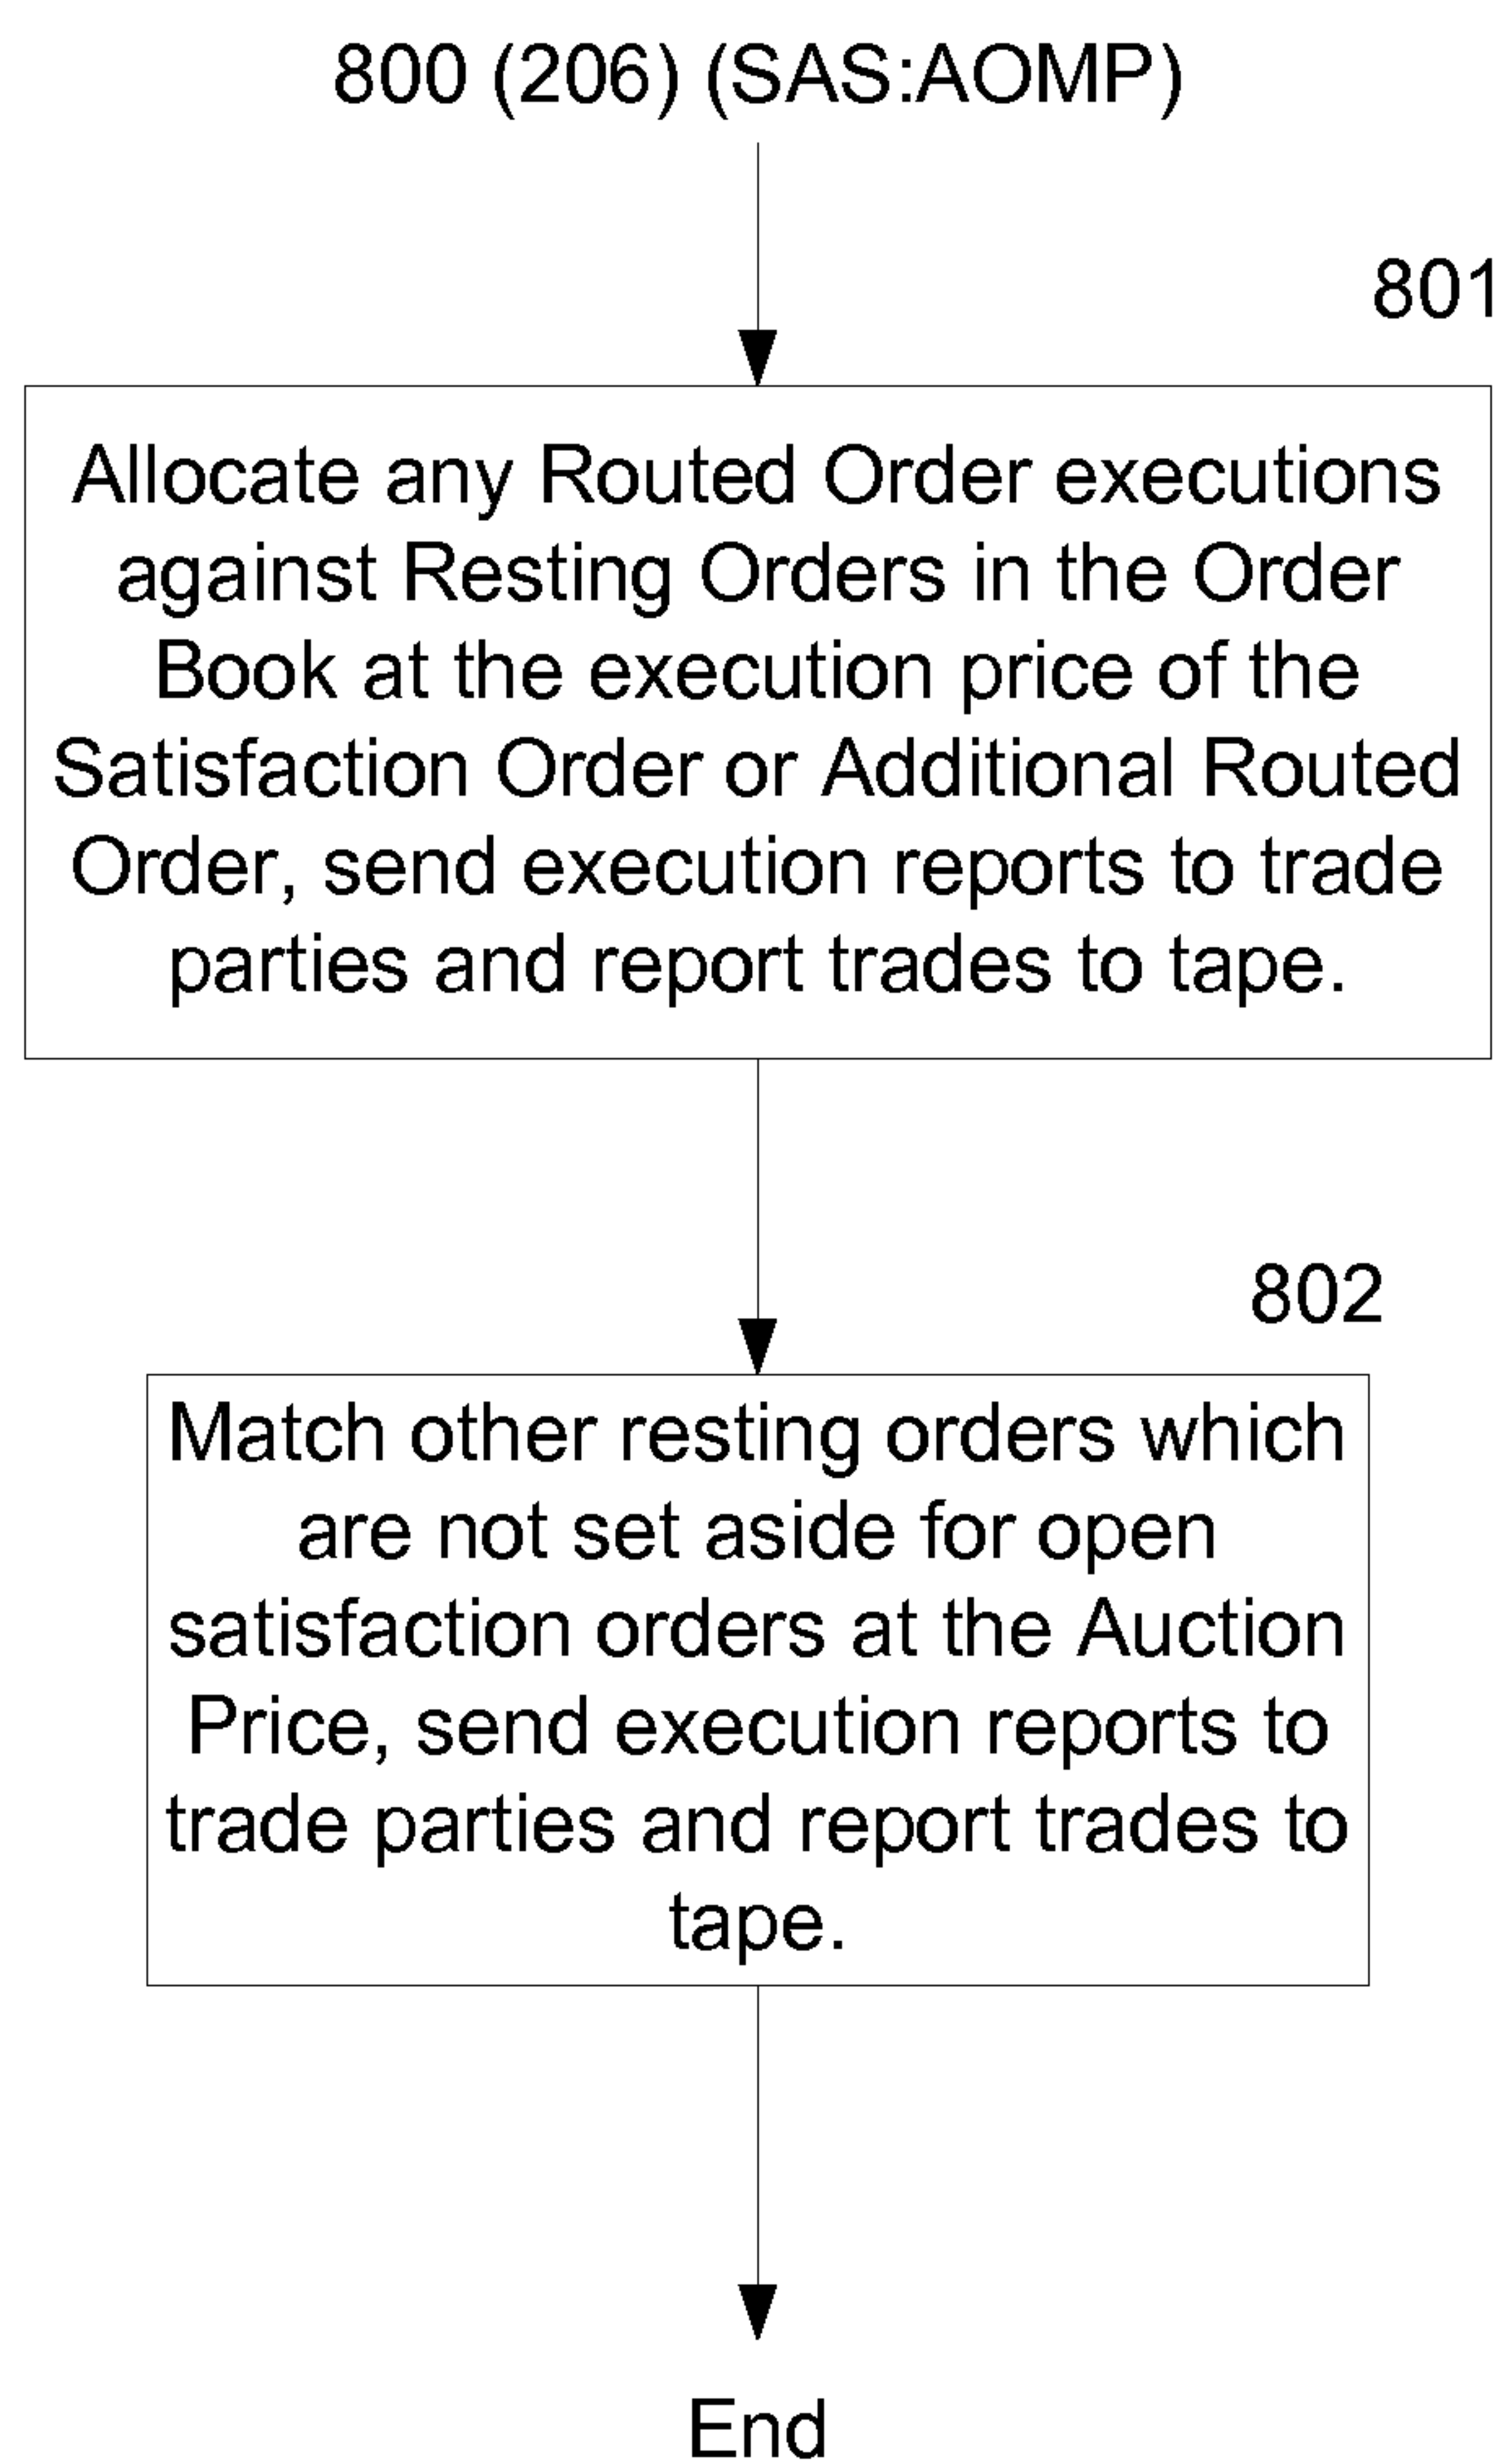 800 (206) (SAS:AOMP)
801
Allocate any Routed Order executions
against Resting Orders in the Order
Book at the execution price of the
Satisfaction Order or Additional Routed
Order, send execution reports to trade
parties and report trades to tape.
802
Match other resting orders which
are not set aside for open
satisfaction orders at the Auction
Price, send execution reports to
trade parties and report trades to
tape.
End